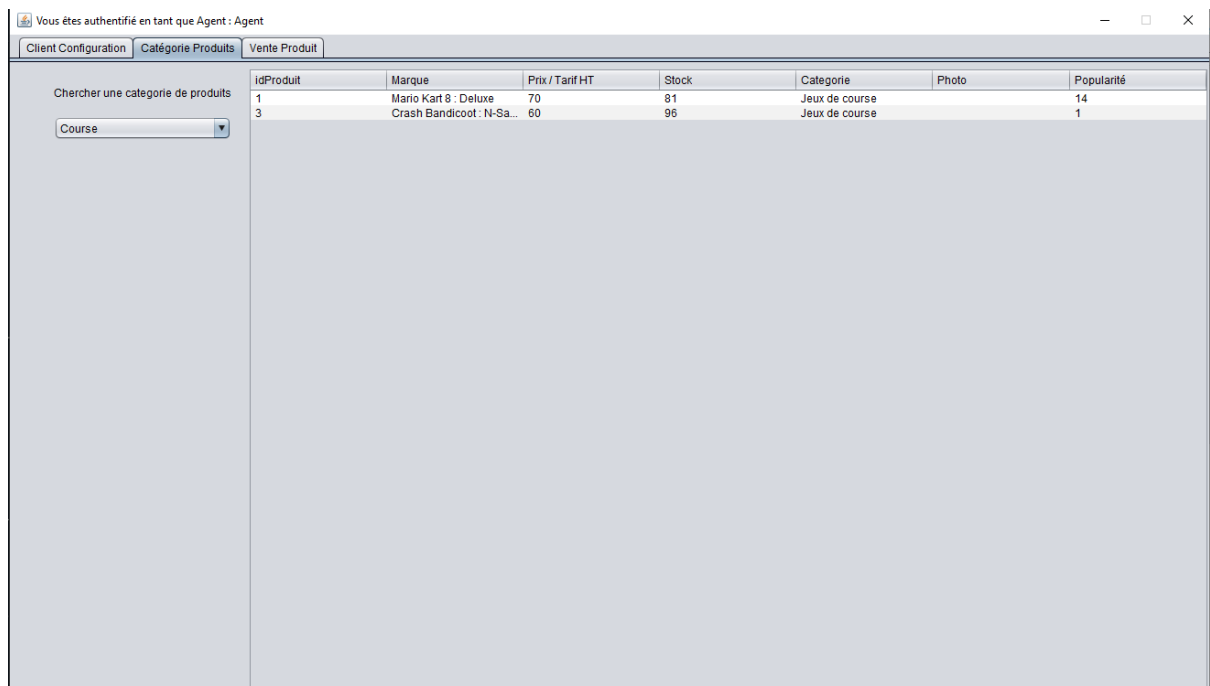 Vous êtes authentifié en tant que Agent : Agent
Client Configuration Catégorie Produits Vente Produit
Chercher une categorie de produits
Course
idProduit Marque Prix / Tarif HT Stock Categorie Photo Popularité
1 Mario Kart 8 : Deluxe 70 81 Jeux de course 14
3 Crash Bandicoot : N-Sa... 60 96 Jeux de course 1